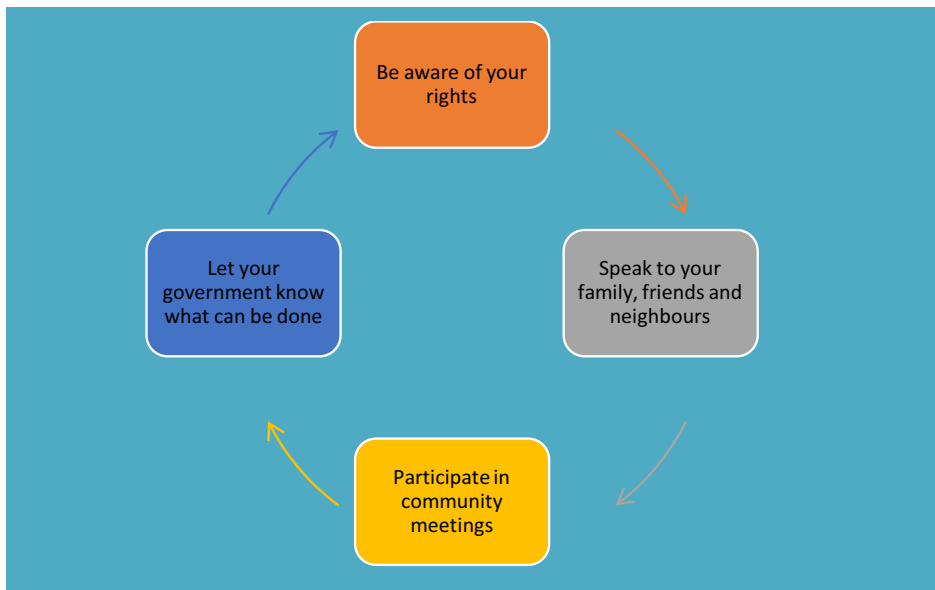 Be aware of your
rights
Speak to your
family, friends and
neighbours
Participate in
community
meetings
Let your
government know
what can be done